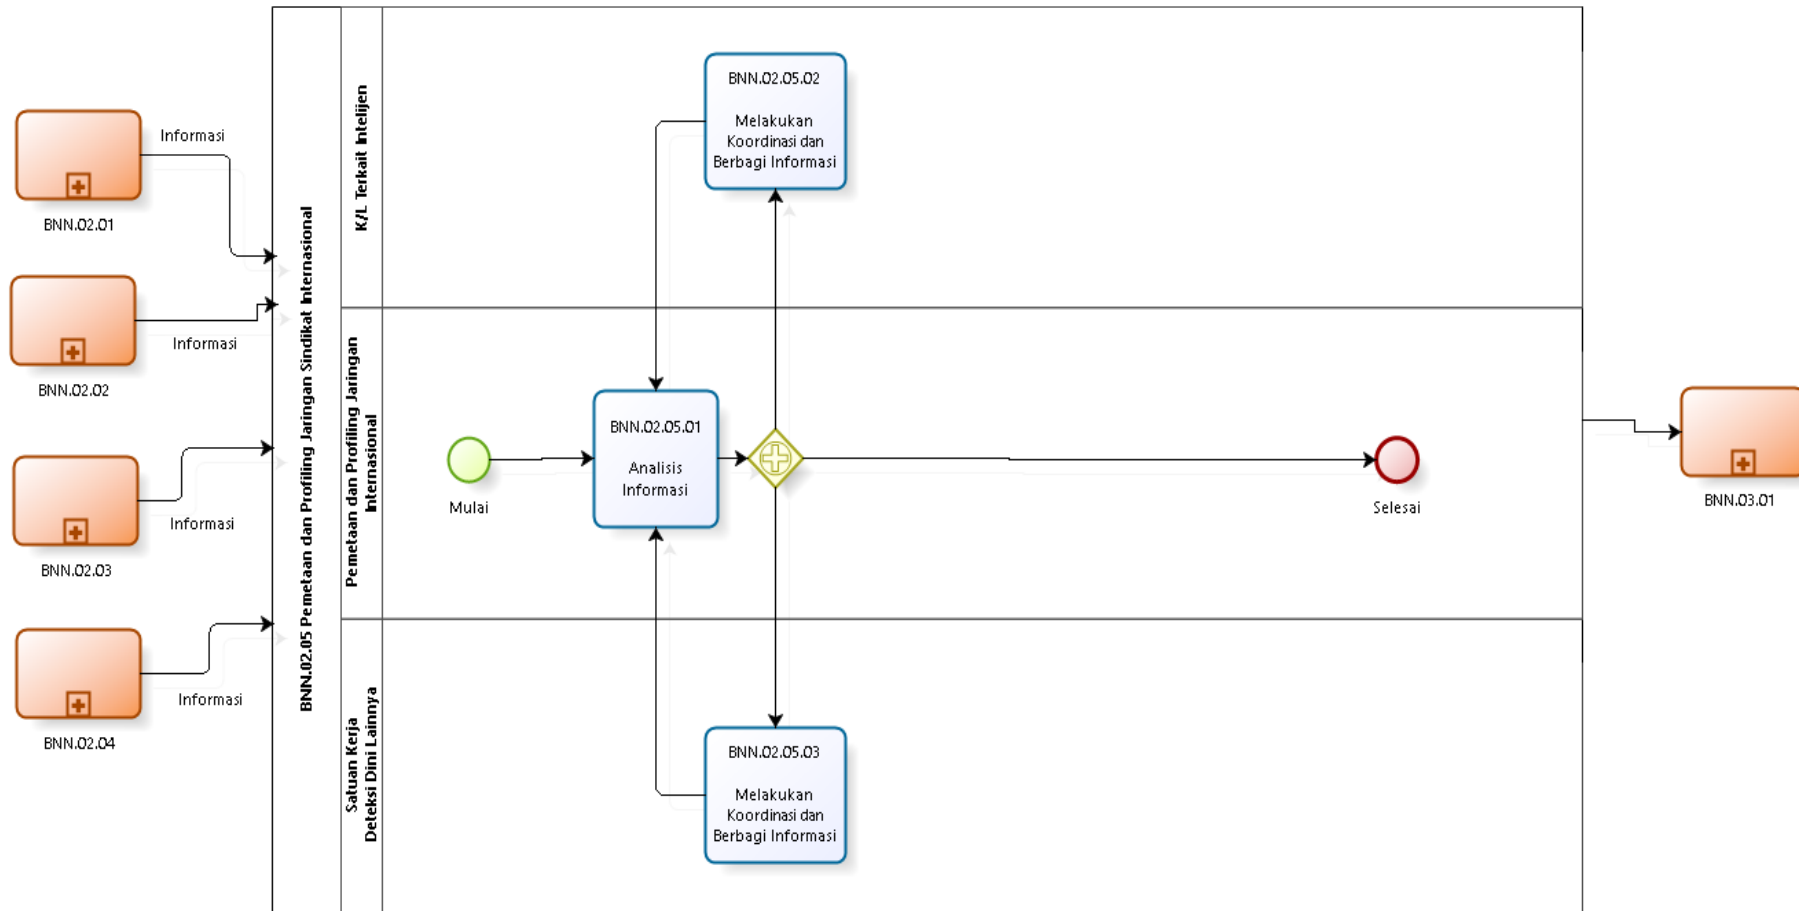 Informasi
BNN.02.01
Informasi
BNN.02.02
Informasi
BNN.02.03
Informasi
BNN.02.04
BNN.02.05 Pemetaan dan Profiling Jaringan Sindikat Internasional
K/L Terkait Intelijen
BNN.02.05.02
Melakukan
Koordinasi dan
Berbagi Informasi
Pemetaan dan Profiling Jaringan
Internasional
Mulai
BNN.02.05.01
Analisis
Informasi
Selesai
Satuan Kerja
Deteksi Dini Lainnya
BNN.02.05.03
Melakukan
Koordinasi dan
Berbagi Informasi
BNN.03.01